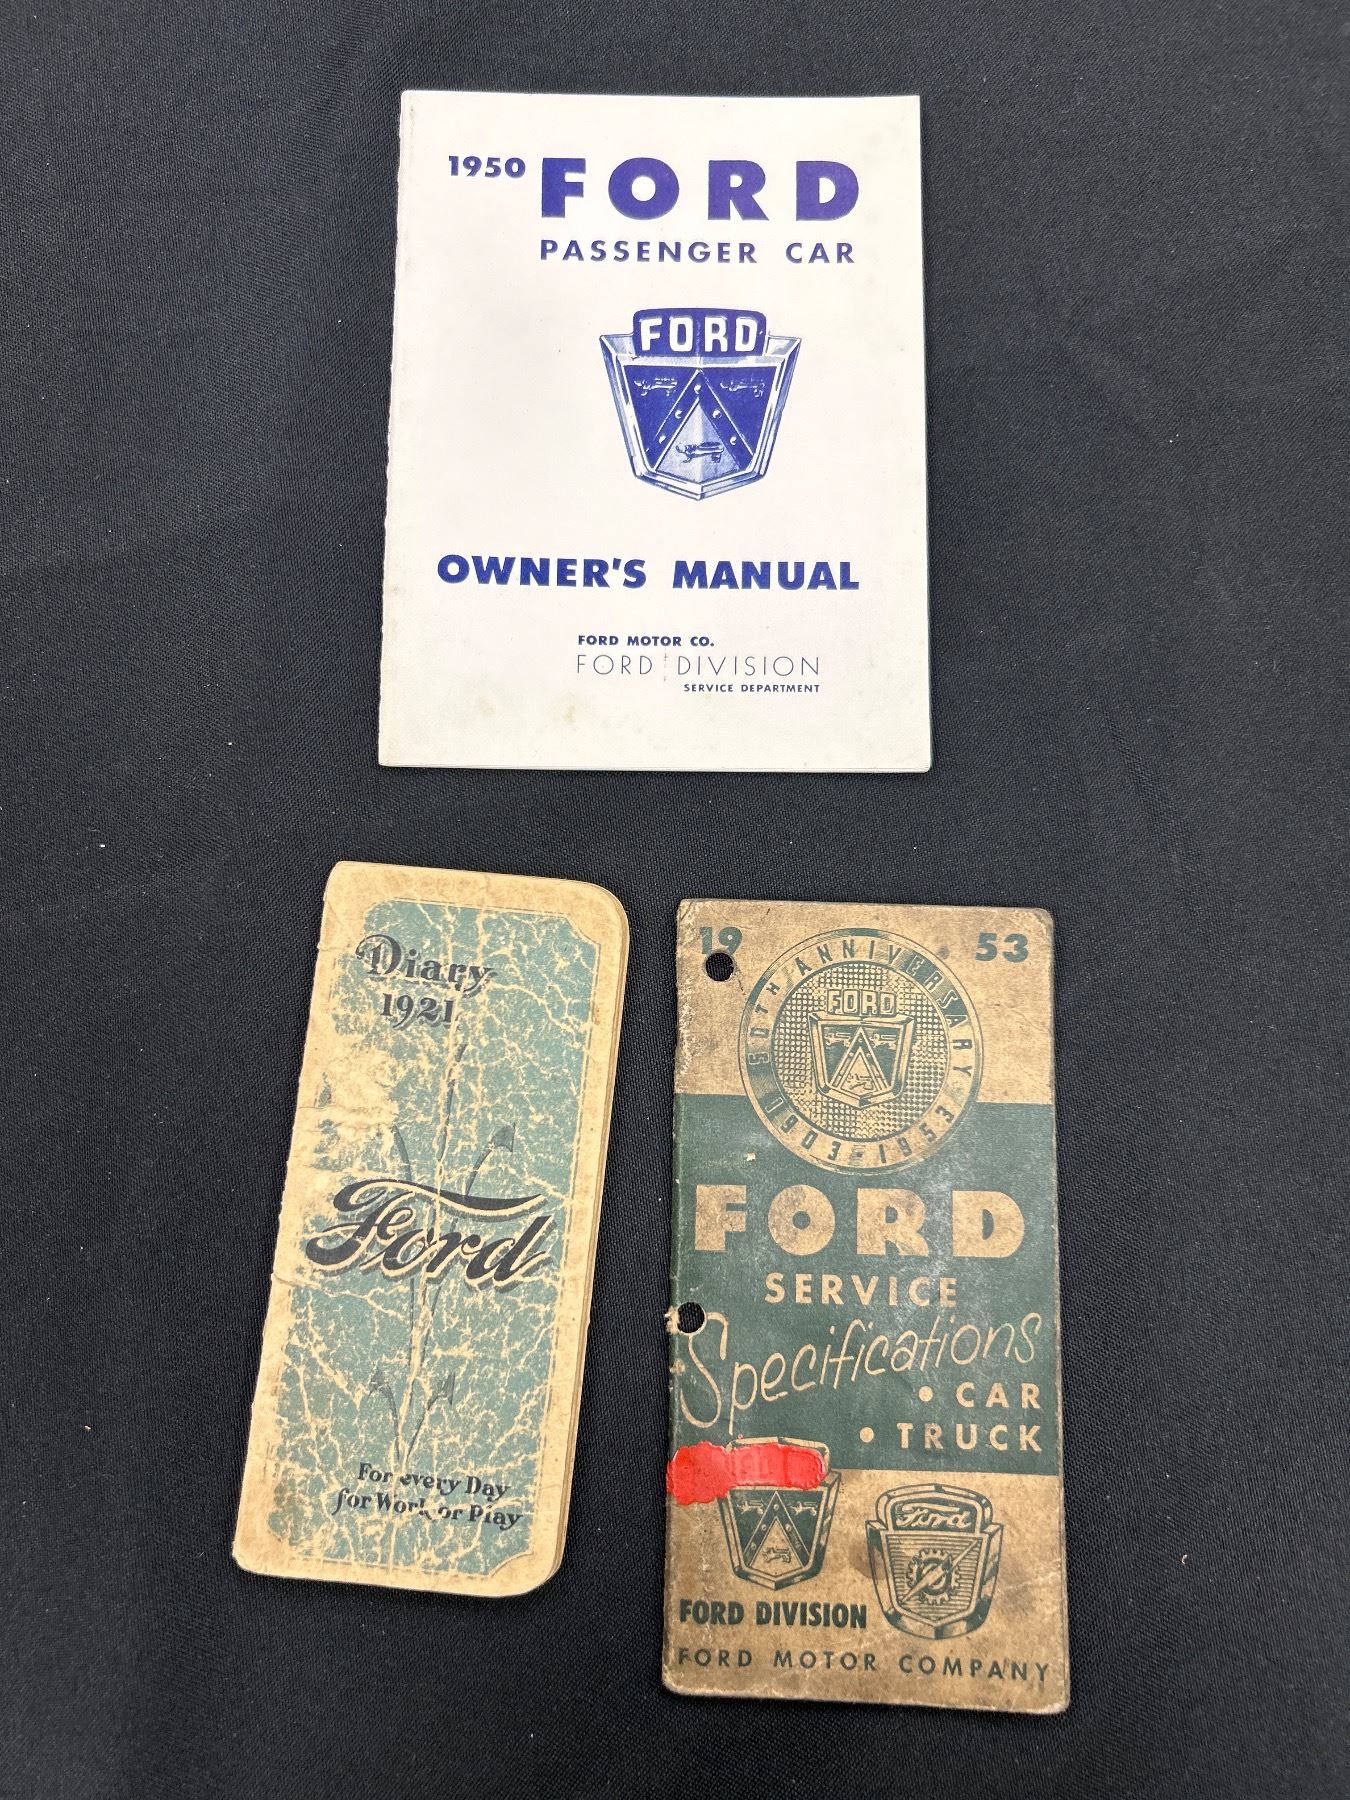 1950 FORD
PASSENGER CAR
FORD
OWNER'S MANUAL
FORD MOTOR CO.
FORD DIVISION
SERVICE DEPARTMENT
Diary
1921
Ford
For every Day
for Work or Play
19 53
50TH ANNIVERSARY
FORD
1903-1953
FORD
SERVICE
Specifications
• CAR
• TRUCK
Ford
FORD DIVISION
FORD MOTOR COMPANY